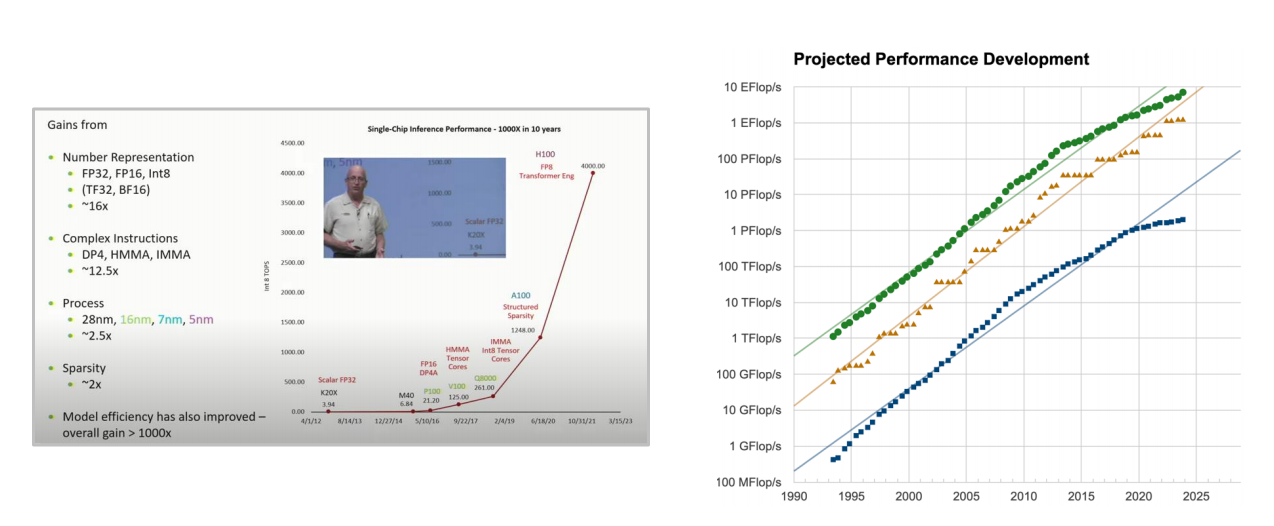 Gains from
• Number Representation
• FP32, FP16, Int8
• (TF32, BF16)
• ~16x
• Complex Instructions
• DP4, HMMA, IMMA
• ~12.5x
• Process
• 28nm, 16nm, 7nm, 5nm
• ~2.5x
• Sparsity
• ~2x
• Model efficiency has also improved –
overall gain > 1000x
Single-Chip Inference Performance - 1000X in 10 years
Int 8 TOPS
4500.00
4000.00
3500.00
3000.00
2500.00
2000.00
1500.00
1000.00
500.00
0.00
4/1/12 8/14/13 12/27/14 5/10/16 9/22/17 2/4/19 6/18/20 10/31/21 3/15/23
m, 5nm
1500.00
1000.00
500.00
0.00
Scalar FP32
K20X
3.94
Scalar FP32
K20X
3.94
M40
6.84
FP16
DP4A
P100
21.20
HMMA
Tensor
Cores
V100
125.00
IMMA
Int8 Tensor
Cores
Q8000
261.00
A100
Structured
Sparsity
1248.00
H100
FP8
Transformer Eng
4000.00
Projected Performance Development
10 EFlop/s
1 EFlop/s
100 PFlop/s
10 PFlop/s
1 PFlop/s
100 TFlop/s
10 TFlop/s
1 TFlop/s
100 GFlop/s
10 GFlop/s
1 GFlop/s
100 MFlop/s
1990 1995 2000 2005 2010 2015 2020 2025